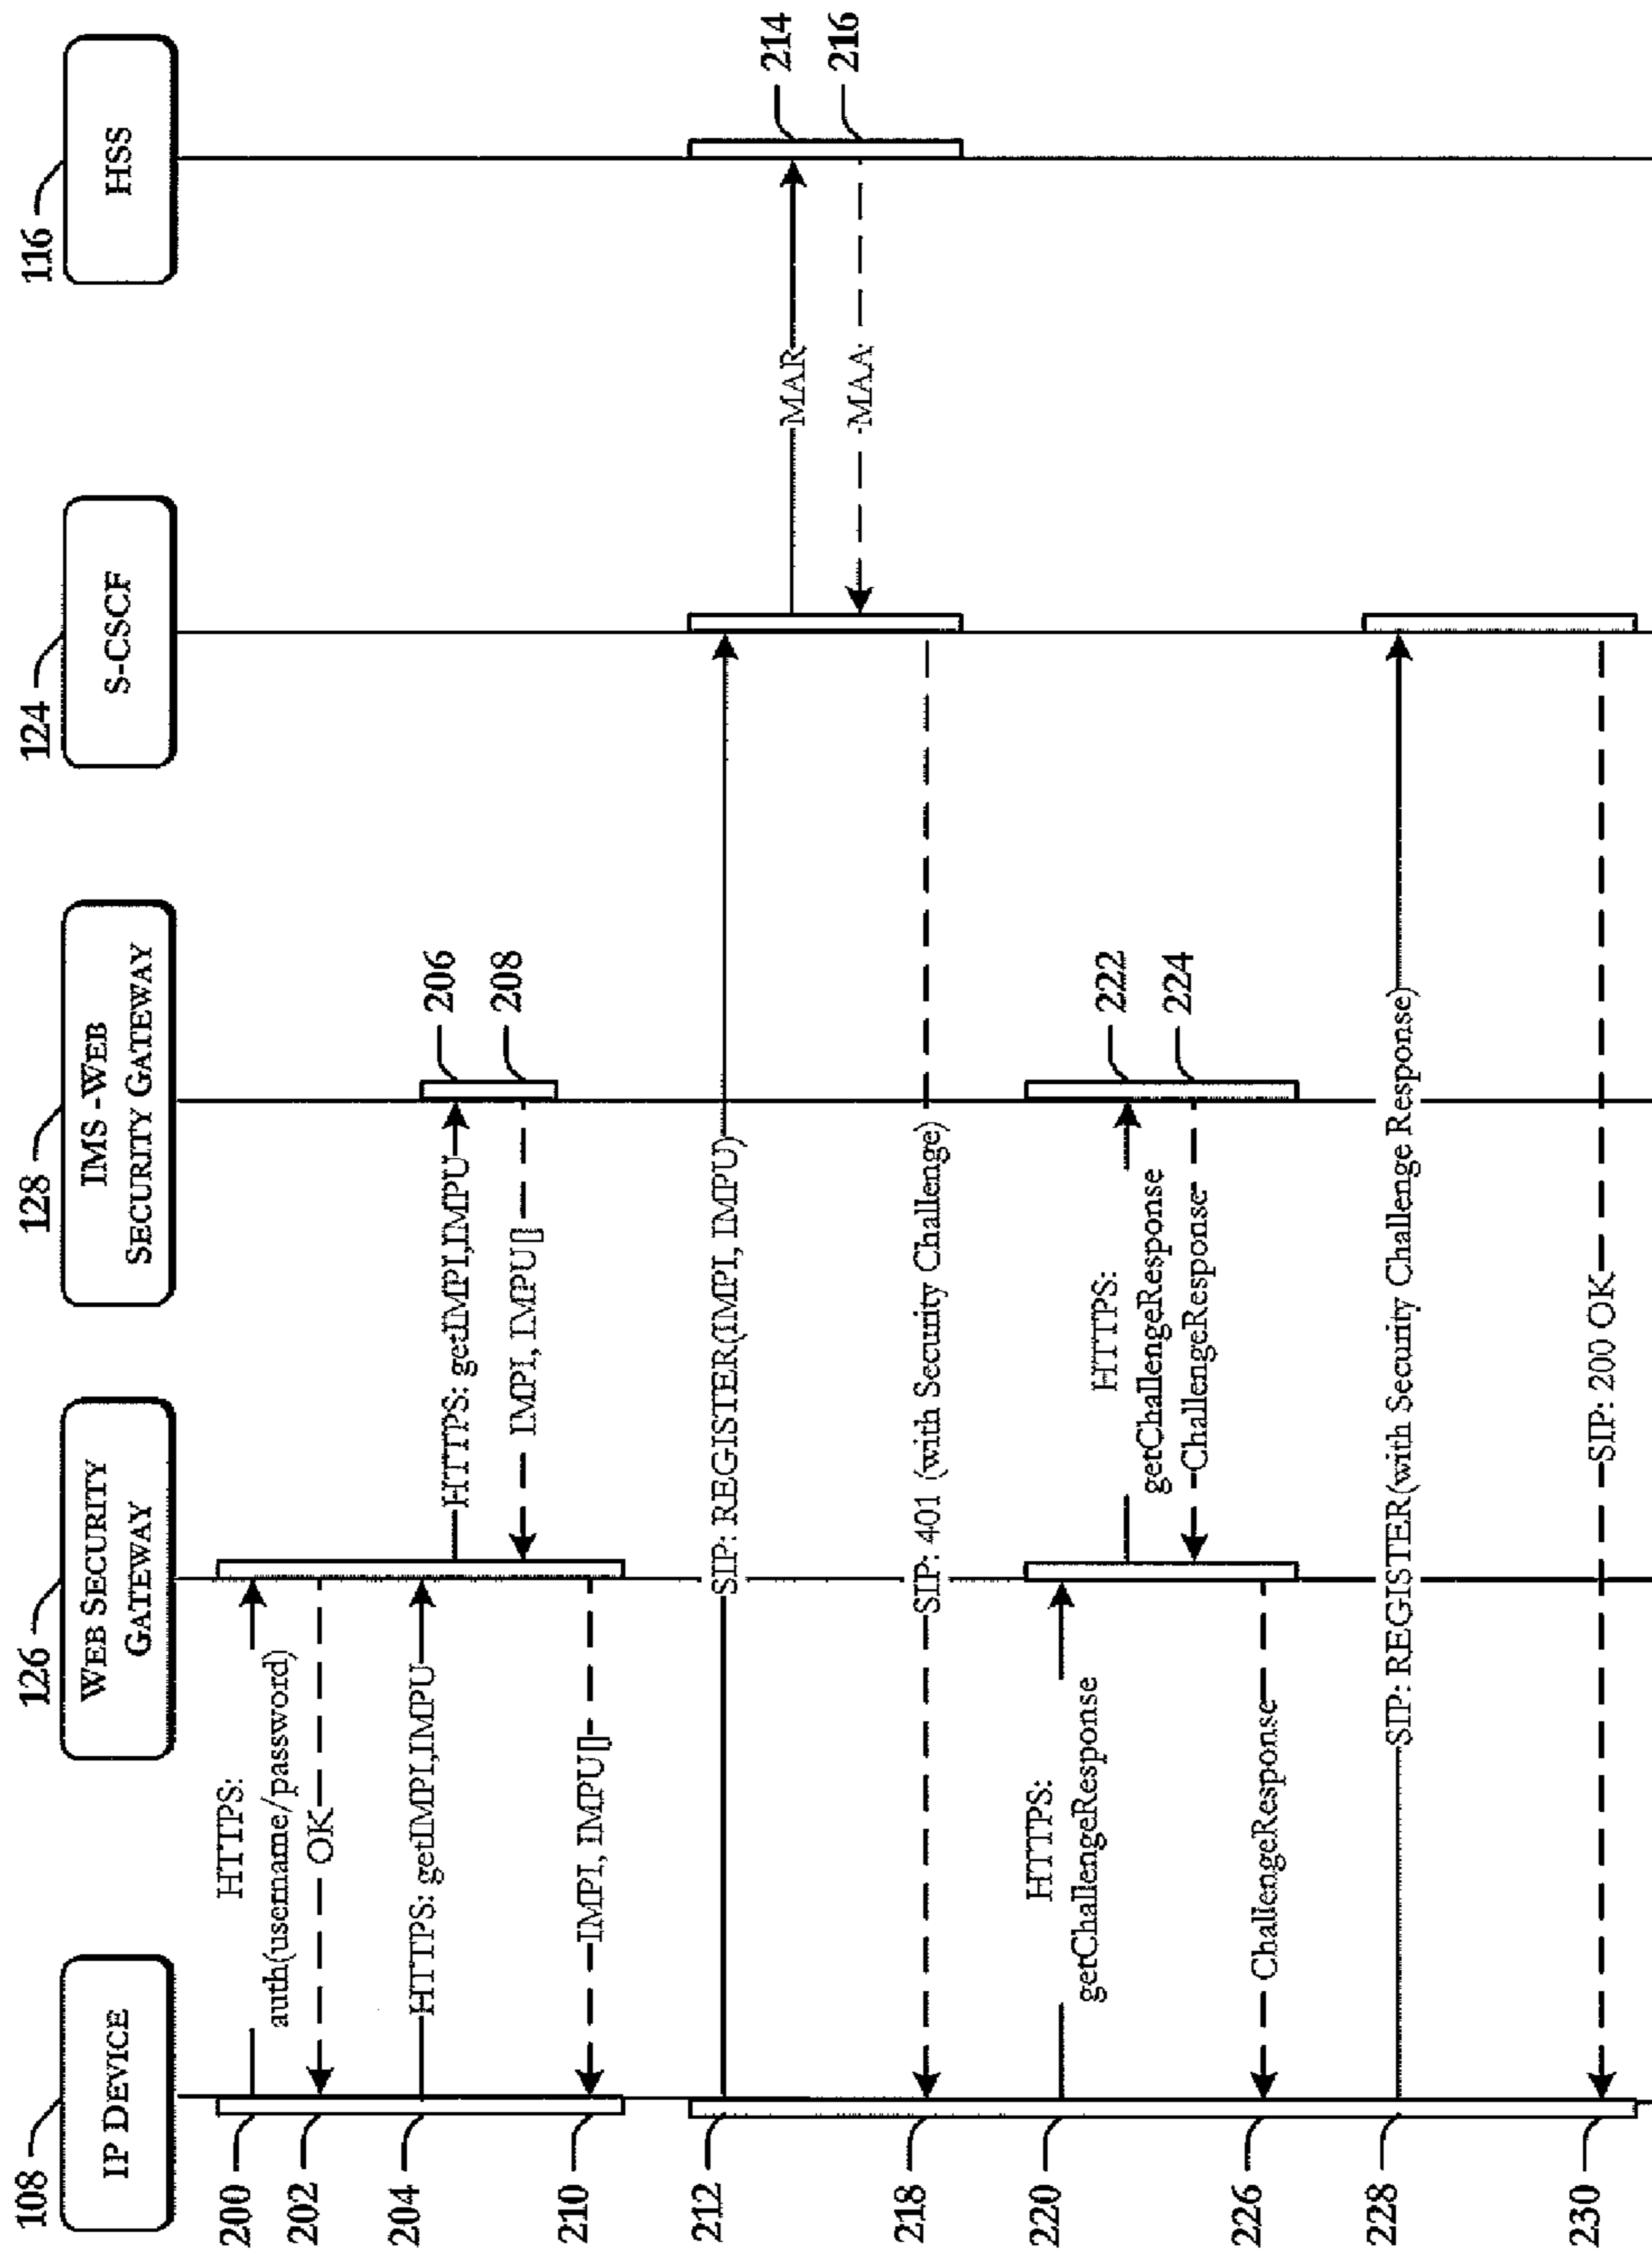 108
IP DEVICE
126
WEB SECURITY
GATEWAY
128
IMS -WEB
SECURITY GATEWAY
124
S-CSCF
116
HSS
200
HTTPS:
auth(username/password)
202
OK
204
HTTPS: getIMPI,IMPU
HTTPS: getIMPI,IMPU
206
IMPI, IMPU[]
208
210
IMPI, IMPU[]
212
SIP: REGISTER(IMPI, IMPU)
MAR
214
MAA
216
218
SIP: 401 (with Security Challenge)
220
HTTPS:
getChallengeResponse
HTTPS:
getChallengeResponse
222
ChallengeResponse
224
226
ChallengeResponse
228
SIP: REGISTER(with Security Challenge Response)
230
SIP: 200 OK